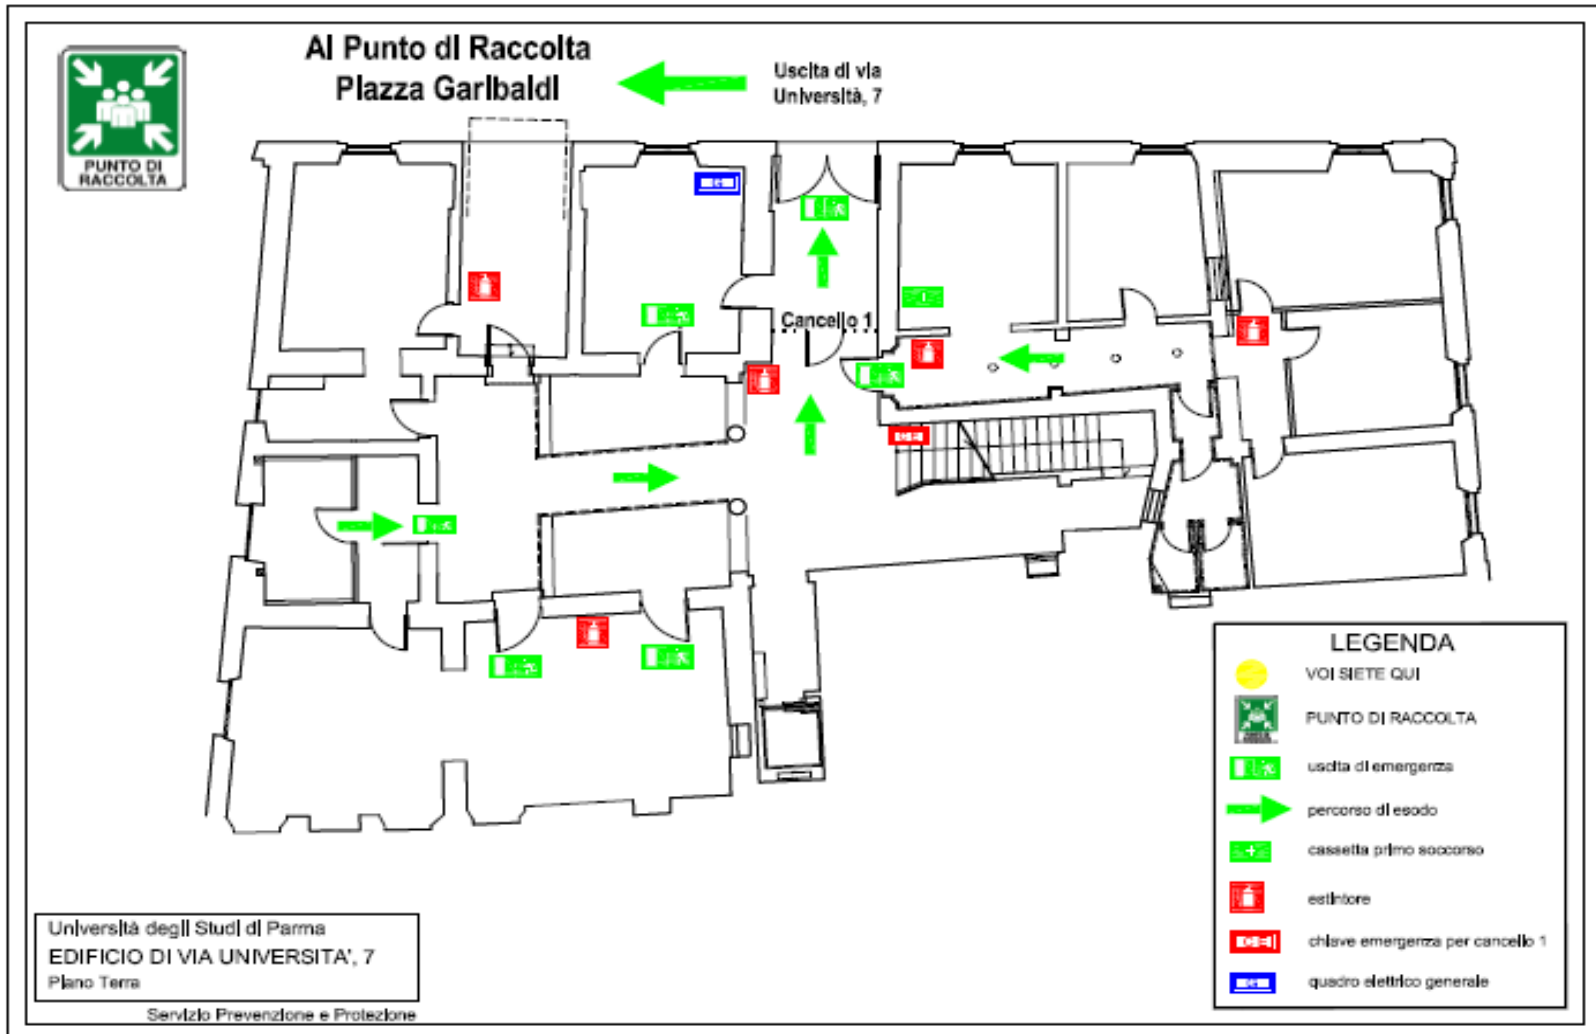 Al Punto di Raccolta
Piazza Garibaldi
Uscita di via
Università, 7
PUNTO DI
RACCOLTA
Cancello 1
LEGENDA
VOI SIETE QUI
PUNTO DI RACCOLTA
uscita di emergenza
percorso di esodo
cassetta primo soccorso
estintore
chiave emergenza per cancello 1
quadro elettrico generale
Università degli Studi di Parma
EDIFICIO DI VIA UNIVERSITA', 7
Piano Terra
Servizio Prevenzione e Protezione